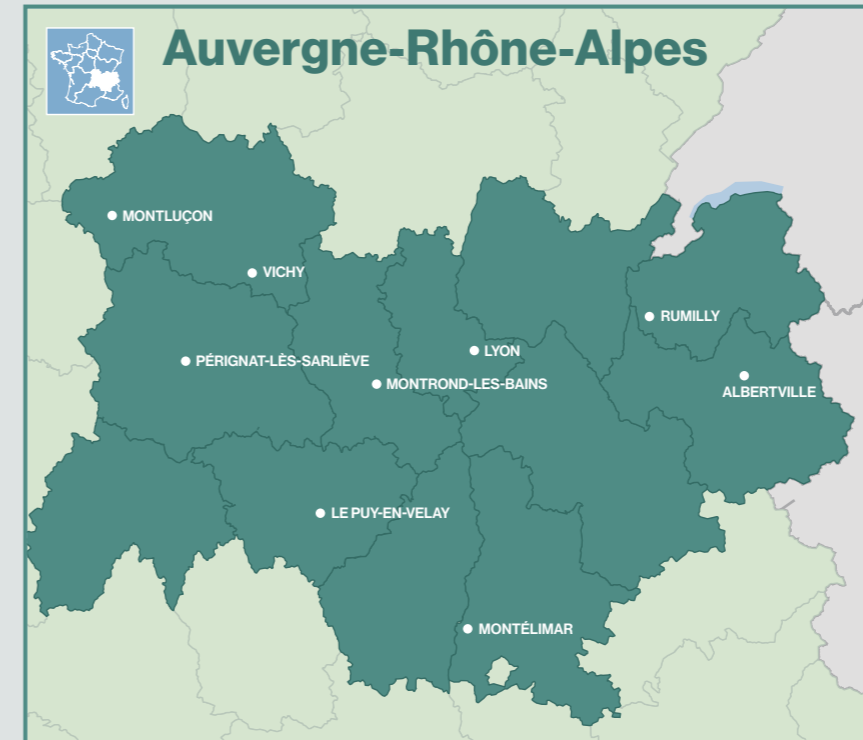 Auvergne-Rhône-Alpes
MONTLUÇON
VICHY
RUMILLY
LYON
PÉRIGNAT-LÈS-SARLIÈVE
MONTROND-LES-BAINS
ALBERTVILLE
LE PUY-EN-VELAY
MONTÉLIMAR